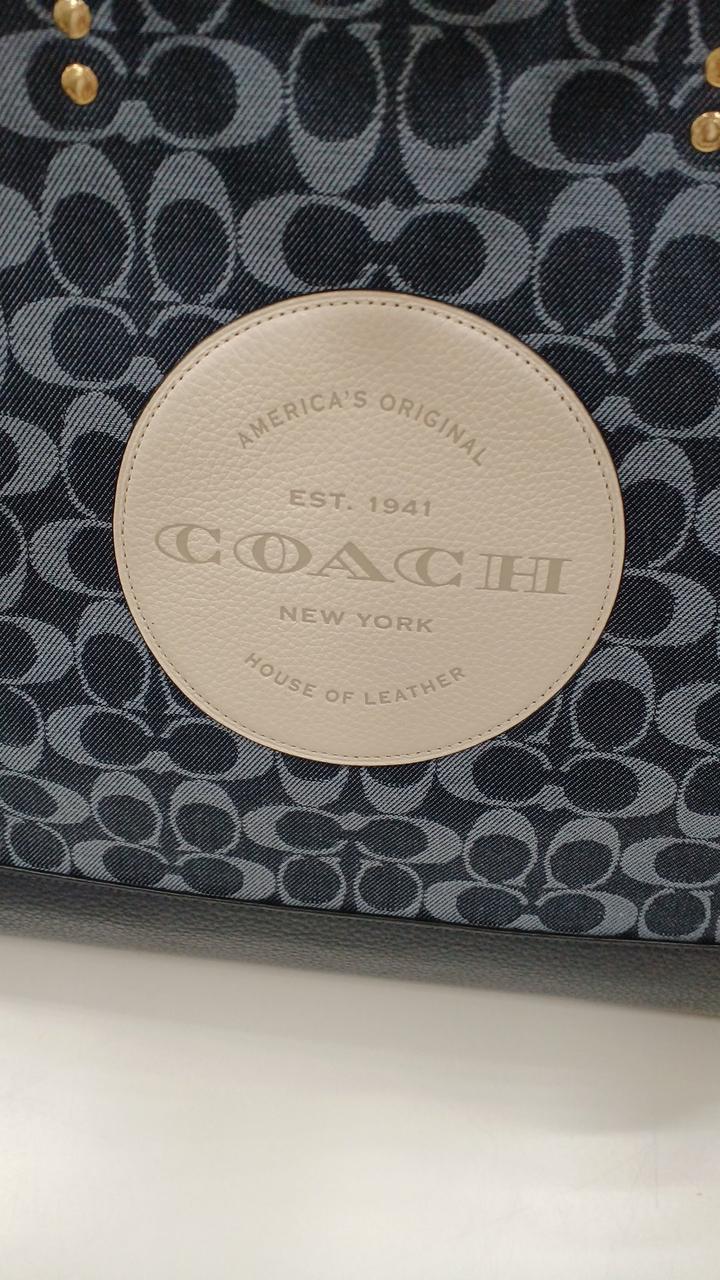 AMERICA'S ORIGINAL
EST. 1941
COACH
NEW YORK
HOUSE OF LEATHER